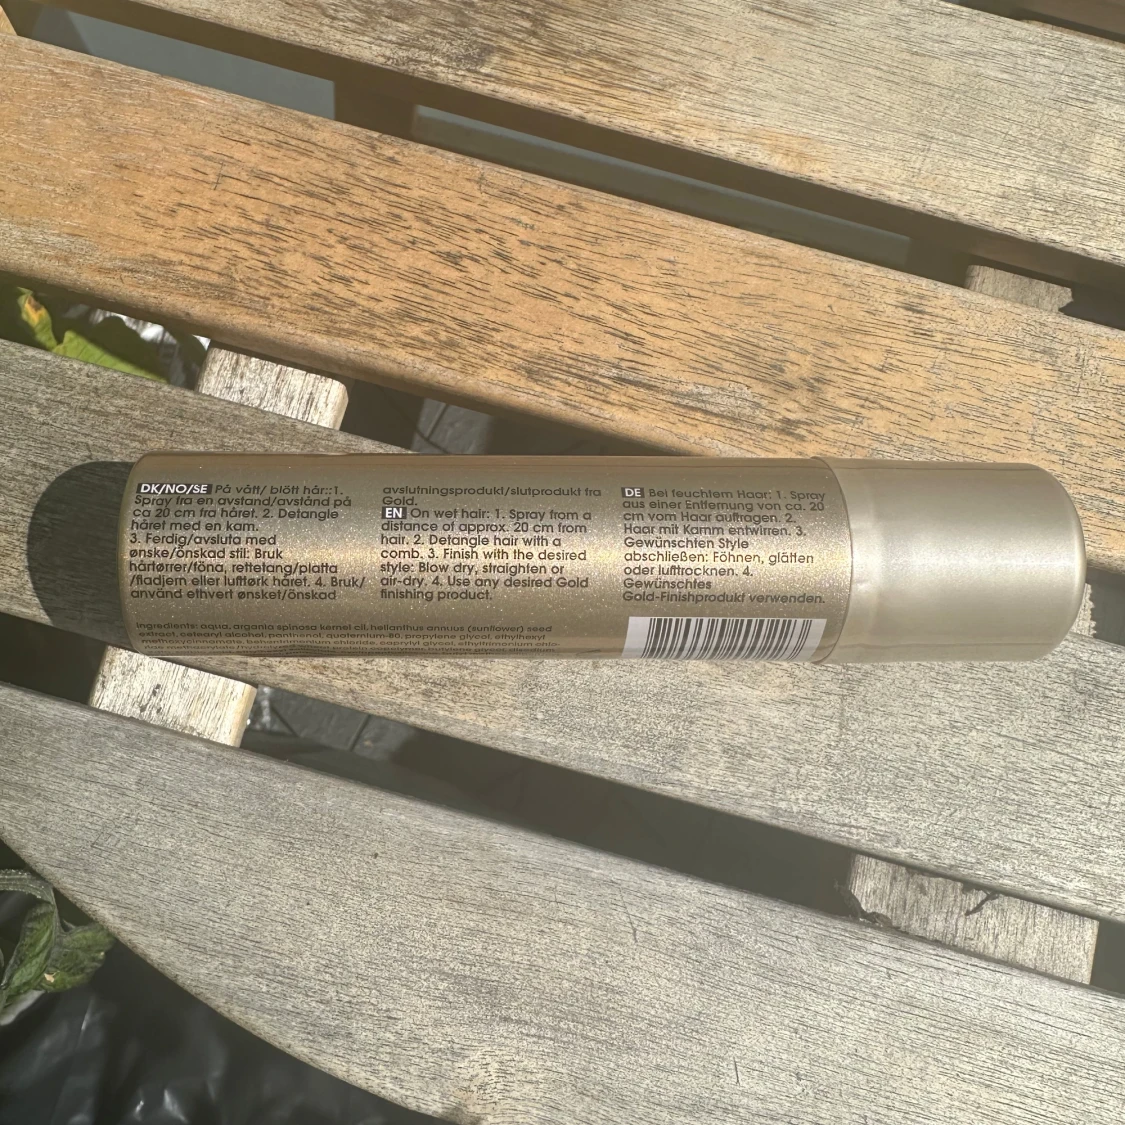 DK/NO/SE På vått/ blött hår::1.
Spray fra en avstand/avstånd på
ca 20 cm fra håret. 2. Detangle
håret med en kam.
3. Ferdig/avsluta med
ønske/önskad stil: Bruk
hårtørrer/föna, rettetang/platta
/fladjern eller lufttørk håret. 4. Bruk/
använd ethvert ønsket/önskad
avslutningsprodukt/slutprodukt fra
Gold.
EN On wet hair: 1. Spray from a
distance of approx. 20 cm from
hair. 2. Detangle hair with a
comb. 3. Finish with the desired
style: Blow dry, straighten or
air-dry. 4. Use any desired Gold
finishing product.
DE Bei feuchtem Haar: 1. Spray
aus einer Entfernung von ca. 20
cm vom Haar auftragen. 2.
Haar mit Kamm entwirren. 3.
Gewünschten Style
abschließen: Föhnen, glätten
oder lufttrocknen. 4.
Gewünschtes
Gold-Finishprodukt verwenden.
Ingredients: aqua, argania spinosa kernel oil, helianthus annuus (sunflower) seed
extract, cetearyl alcohol, panthenol, quaternium-80, propylene glycol, ethylhexyl